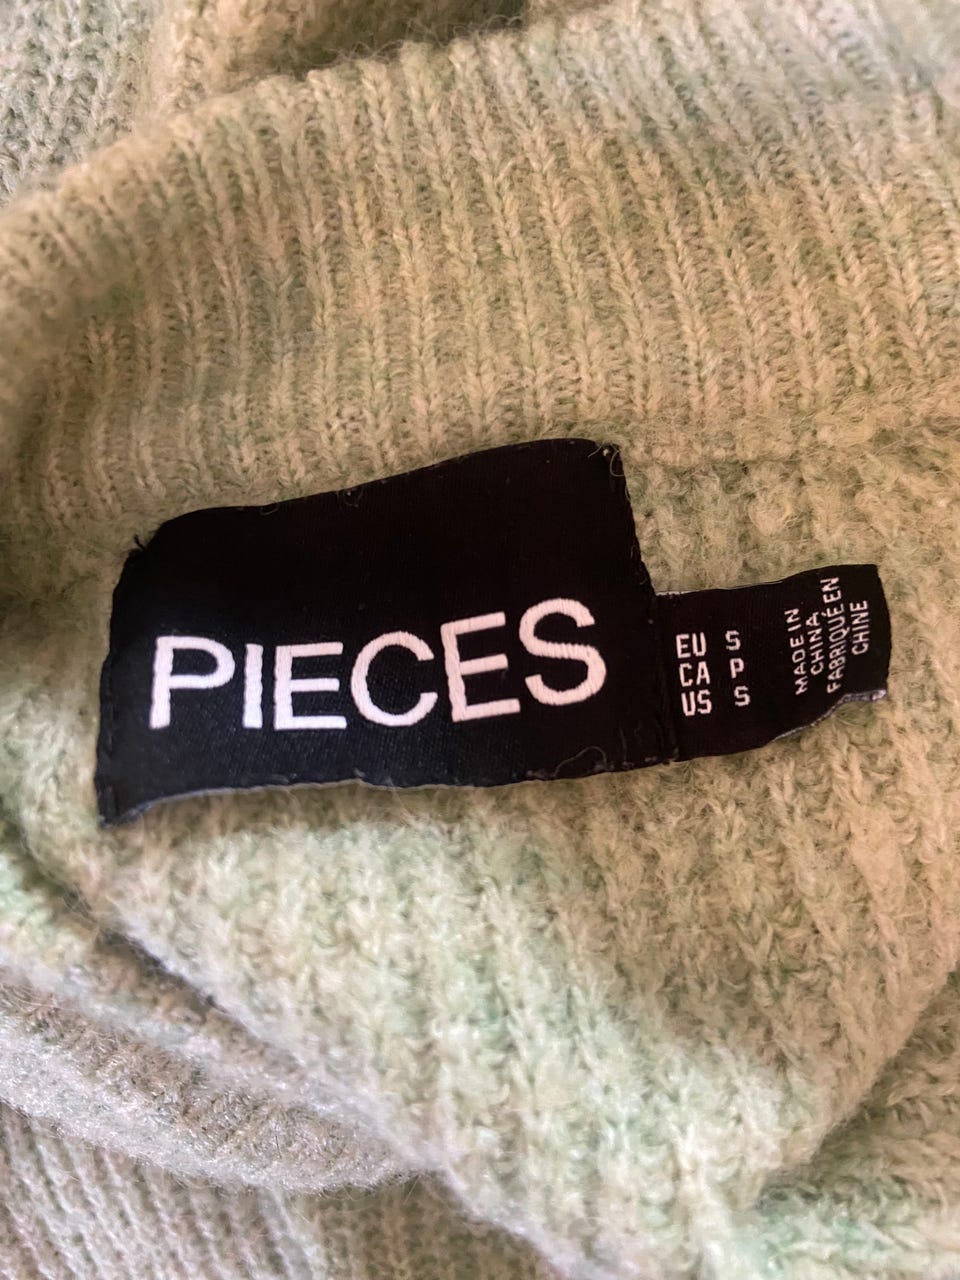 PIECES
EU S
CA P
US S
MADE IN
CHINA
FABRIQUÉ EN
CHINE